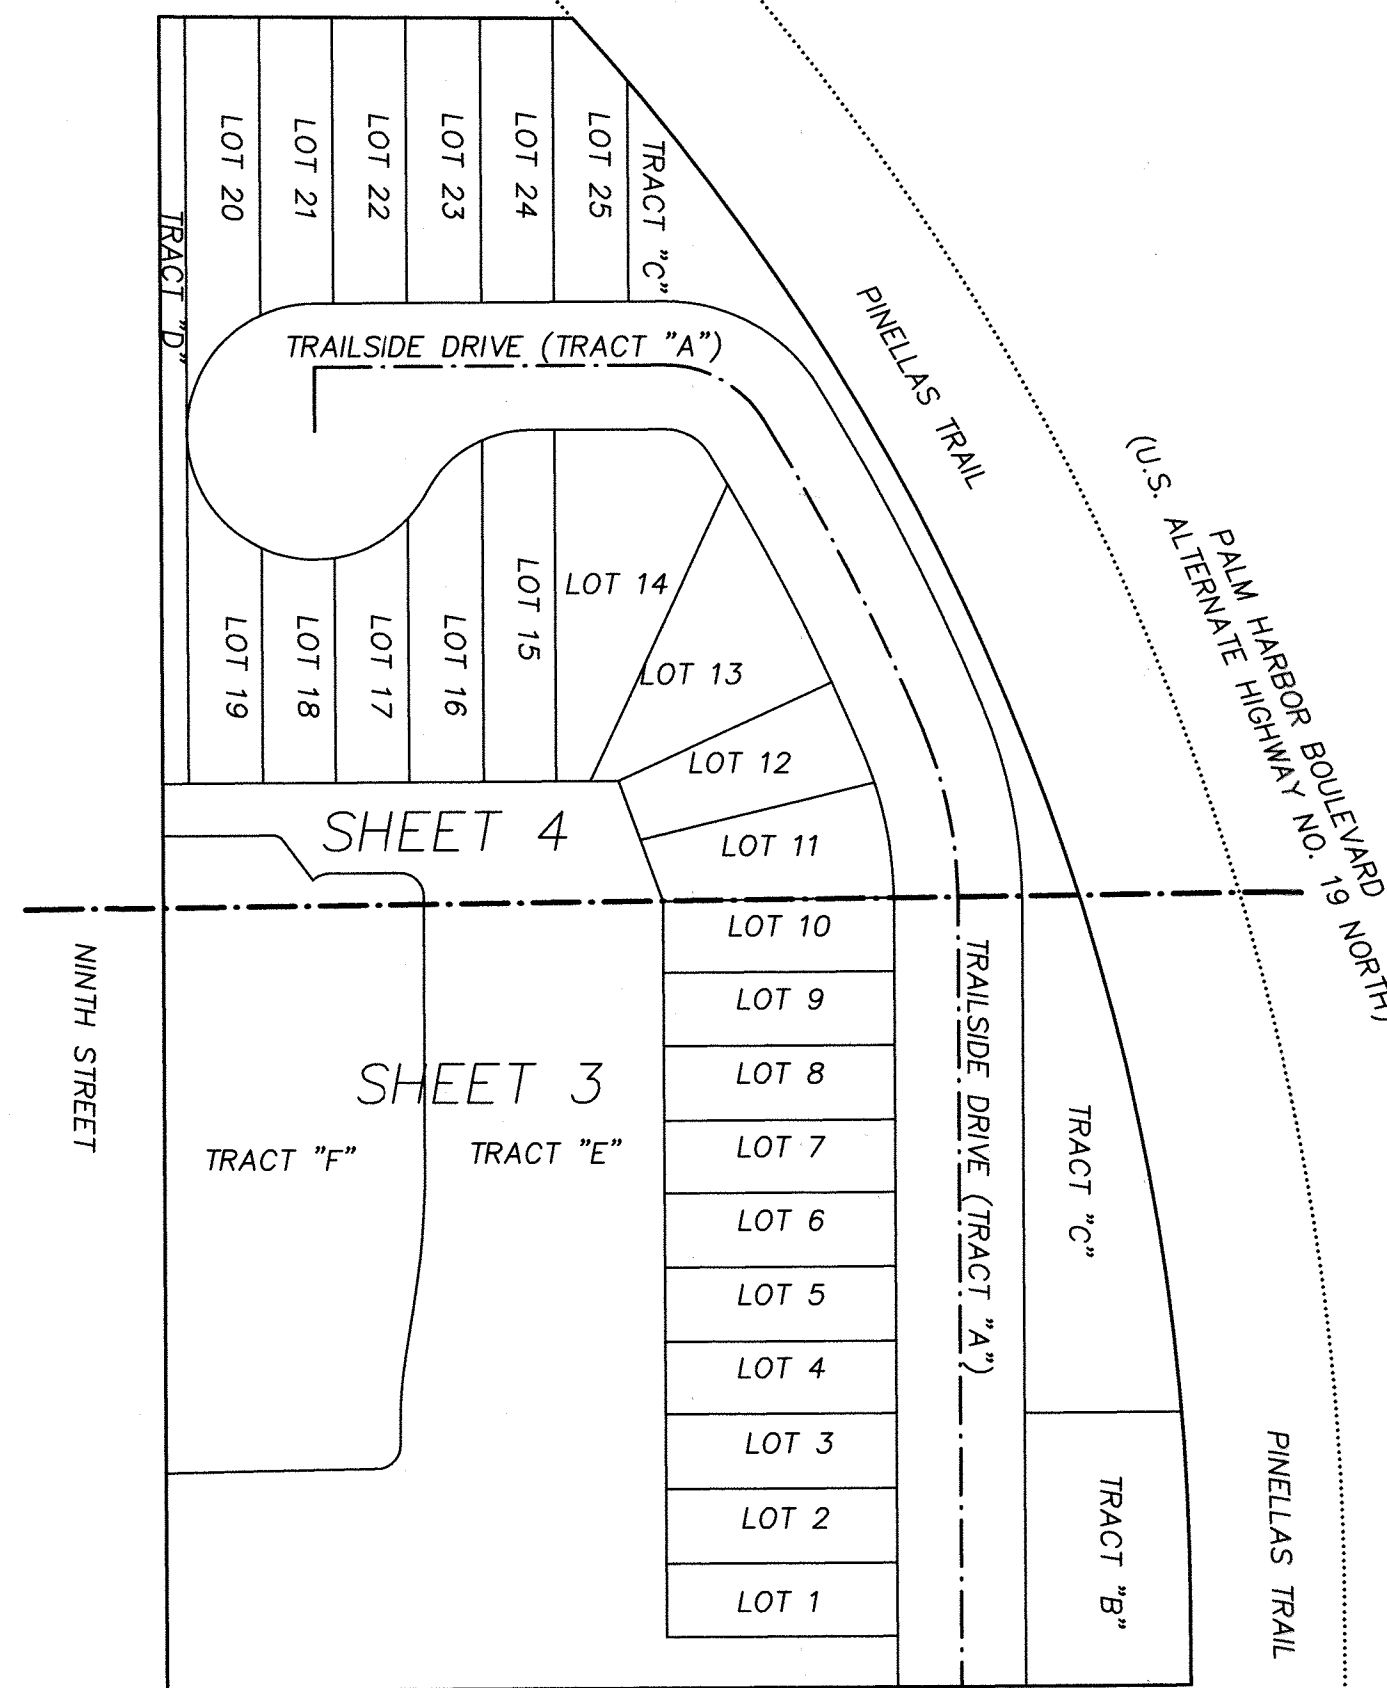 LOT 20
LOT 21
LOT 22
LOT 23
LOT 24
LOT 25
TRACT "C"
TRACT "D"
TRAILSIDE DRIVE (TRACT "A")
PINELLAS TRAIL
PALM HARBOR BOULEVARD
(U.S. ALTERNATE HIGHWAY NO. 19 NORTH)
LOT 19
LOT 18
LOT 17
LOT 16
LOT 15
LOT 14
LOT 13
LOT 12
LOT 11
SHEET 4
LOT 10
LOT 9
LOT 8
LOT 7
LOT 6
LOT 5
LOT 4
LOT 3
LOT 2
LOT 1
NINTH STREET
SHEET 3
TRACT "F"
TRACT "E"
TRAILSIDE DRIVE (TRACT "A")
TRACT "C"
TRACT "B"
PINELLAS TRAIL